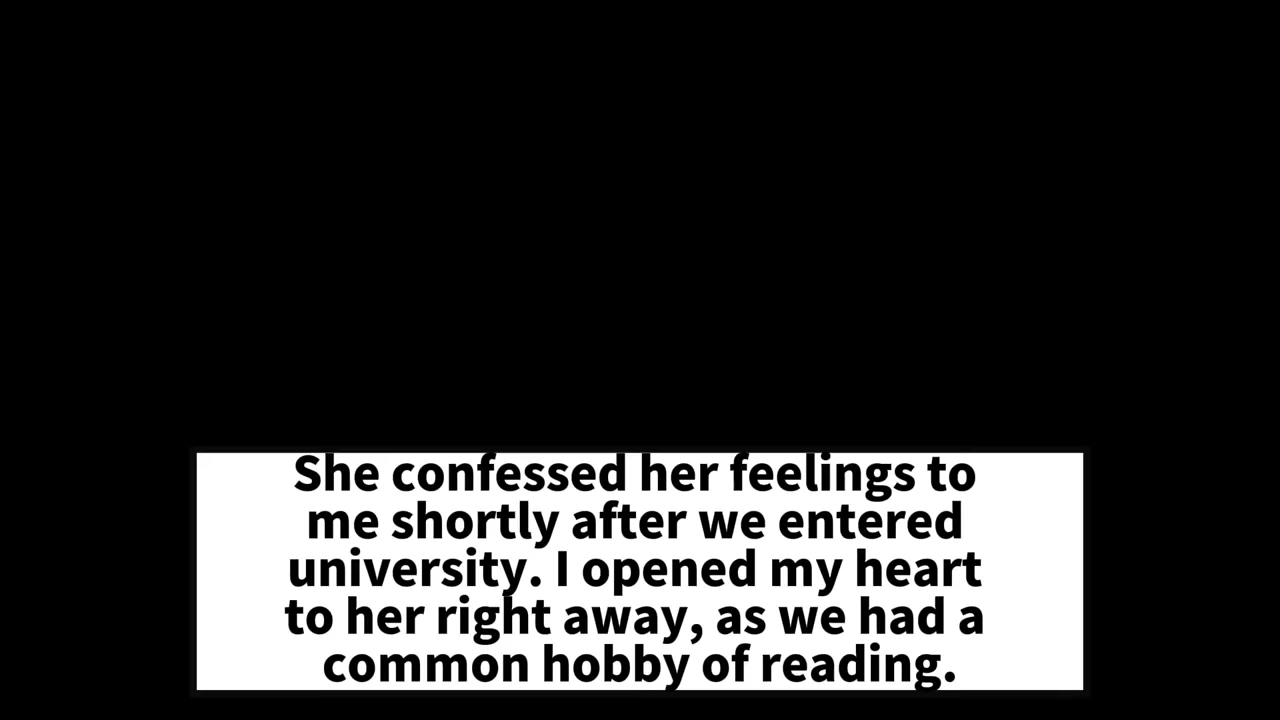 She confessed her feelings to
me shortly after we entered
university. I opened my heart
to her right away, as we had a
common hobby of reading.